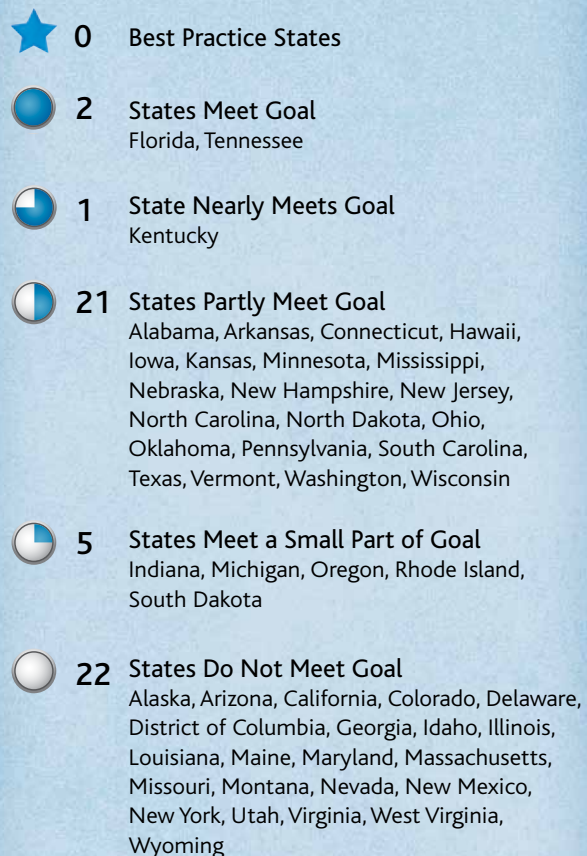 0 Best Practice States
2 States Meet Goal
Florida, Tennessee
1 State Nearly Meets Goal
Kentucky
21 States Partly Meet Goal
Alabama, Arkansas, Connecticut, Hawaii,
Iowa, Kansas, Minnesota, Mississippi,
Nebraska, New Hampshire, New Jersey,
North Carolina, North Dakota, Ohio,
Oklahoma, Pennsylvania, South Carolina,
Texas, Vermont, Washington, Wisconsin
5 States Meet a Small Part of Goal
Indiana, Michigan, Oregon, Rhode Island,
South Dakota
22 States Do Not Meet Goal
Alaska, Arizona, California, Colorado, Delaware,
District of Columbia, Georgia, Idaho, Illinois,
Louisiana, Maine, Maryland, Massachusetts,
Missouri, Montana, Nevada, New Mexico,
New York, Utah, Virginia, West Virginia,
Wyoming